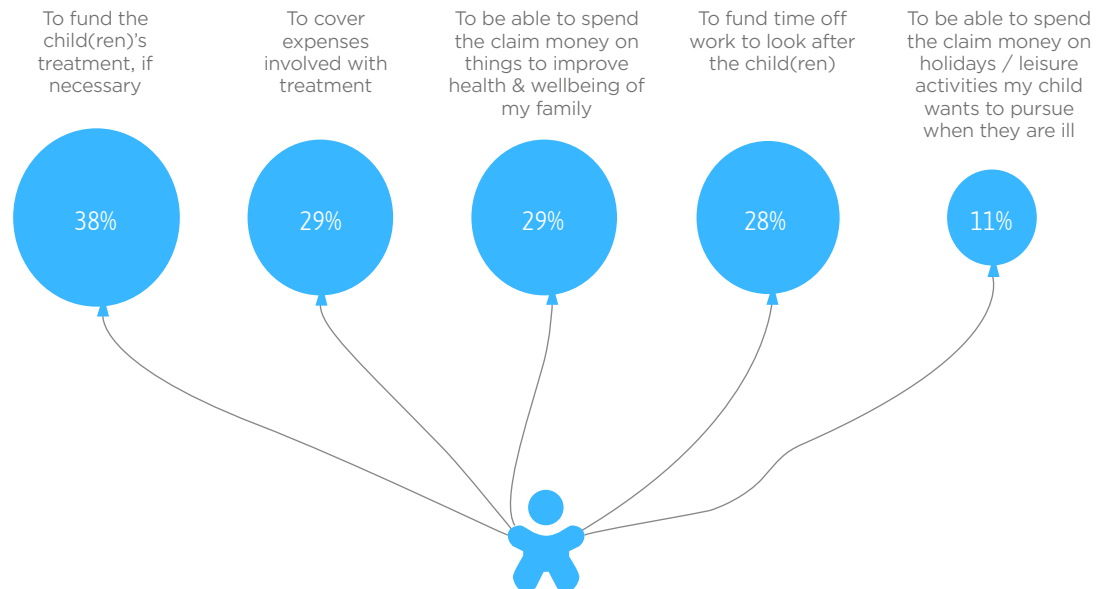 To fund the
child(ren)'s
treatment, if
necessary
To cover
expenses
involved with
treatment
To be able to spend
the claim money on
things to improve
health & wellbeing of
my family
To fund time off
work to look after
the child(ren)
To be able to spend
the claim money on
holidays / leisure
activities my child
wants to pursue
when they are ill
38%
29%
29%
28%
11%